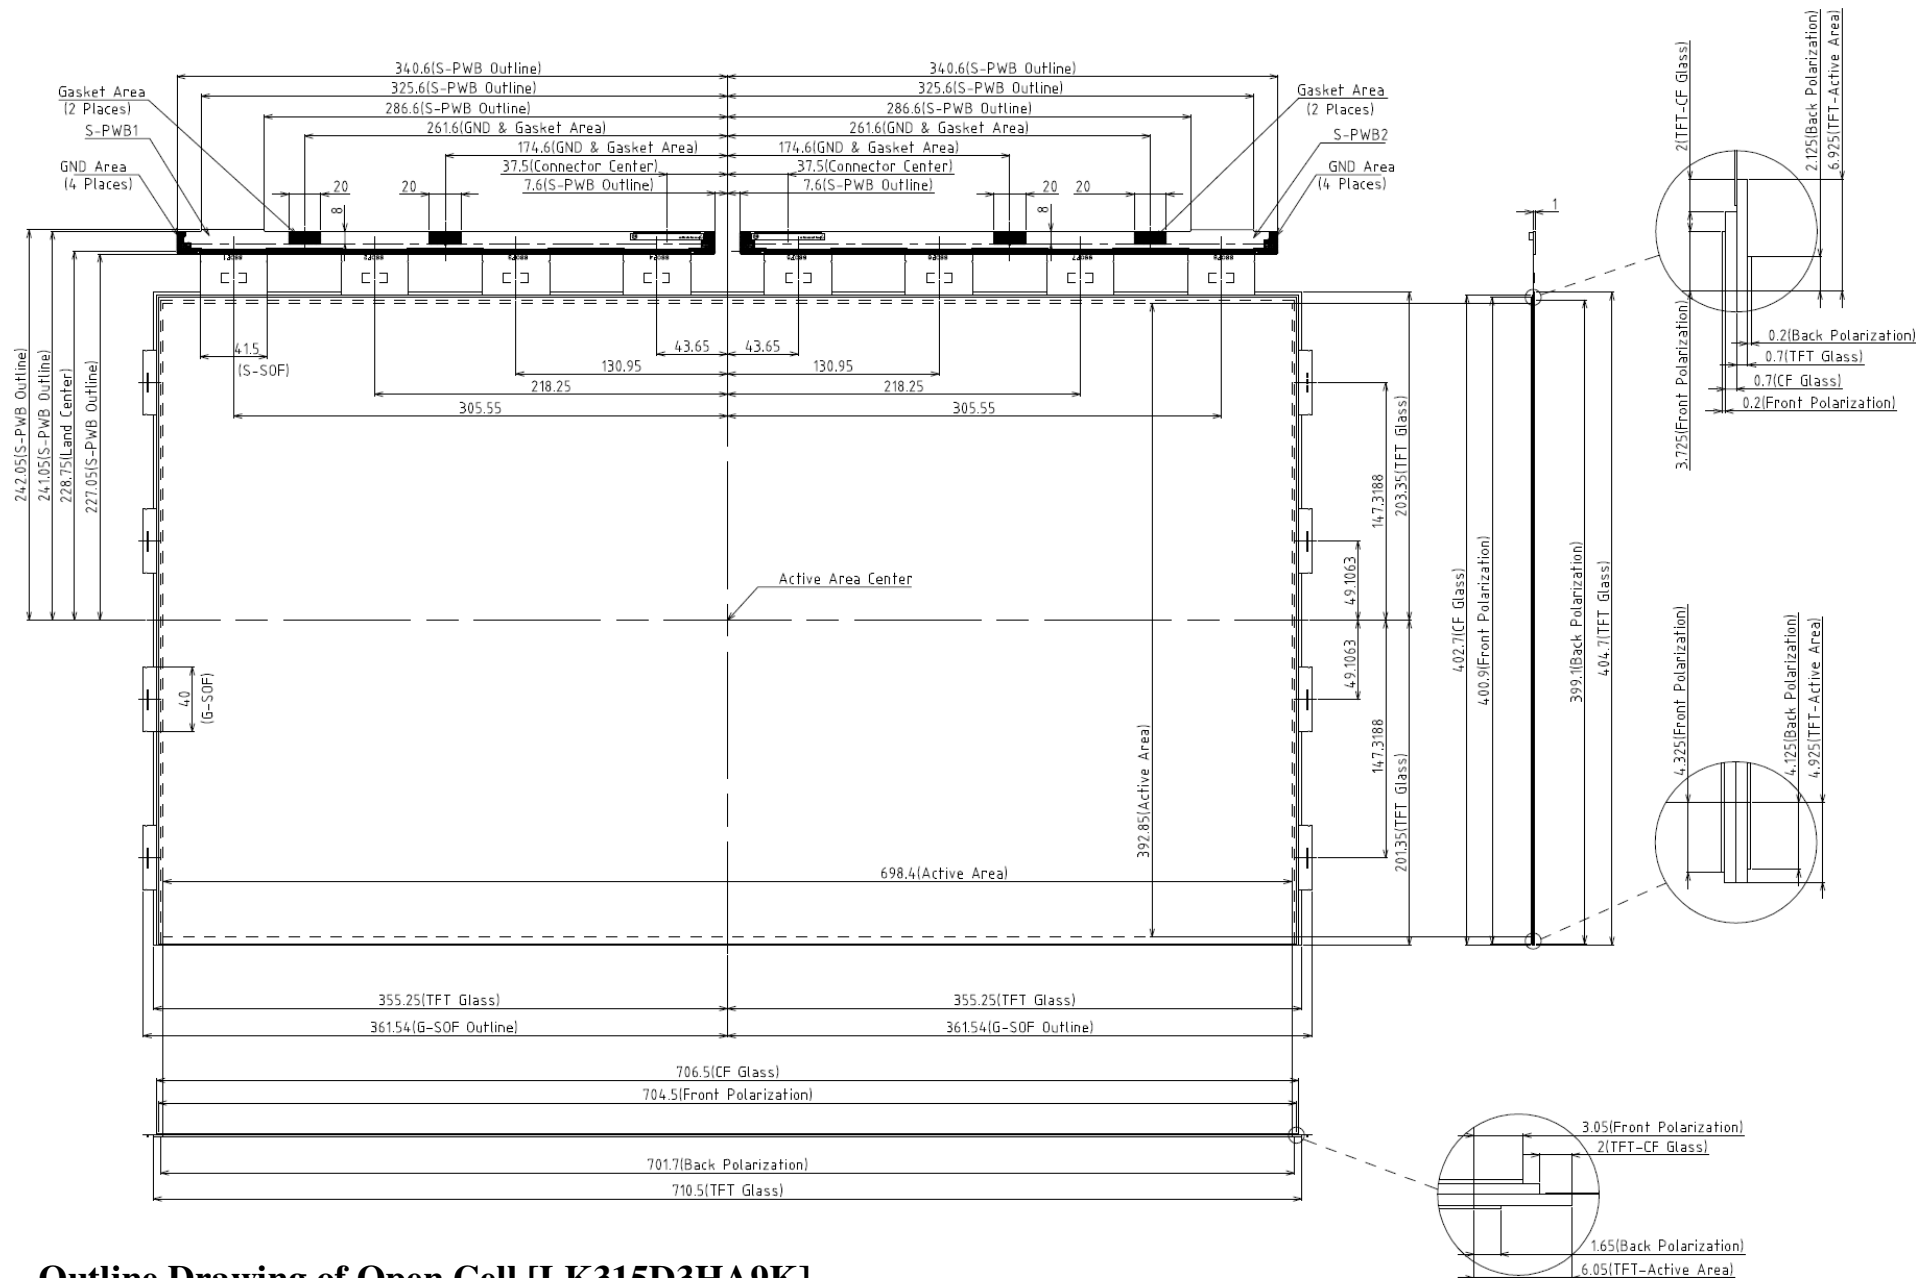 340.6(S-PWB Outline)
340.6(S-PWB Outline)
325.6(S-PWB Outline)
325.6(S-PWB Outline)
286.6(S-PWB Outline)
286.6(S-PWB Outline)
261.6(GND & Gasket Area)
261.6(GND & Gasket Area)
174.6(GND & Gasket Area)
174.6(GND & Gasket Area)
37.5(Connector Center)
37.5(Connector Center)
7.6(S-PWB Outline)
7.6(S-PWB Outline)
Gasket Area
(2 Places)
S-PWB1
GND Area
(4 Places)
Gasket Area
(2 Places)
S-PWB2
GND Area
(4 Places)
20
20
8
20
20
8
242.05(S-PWB Outline)
241.05(S-PWB Outline)
228.75(Land Center)
227.05(S-PWB Outline)
41.5
(S-SOF)
43.65
43.65
130.95
130.95
218.25
218.25
305.55
305.55
Active Area Center
40
(G-SOF)
392.85(Active Area)
698.4(Active Area)
147.3188
203.35(TFT Glass)
49.1063
49.1063
147.3188
201.35(TFT Glass)
402.7(CF Glass)
400.9(Front Polarization)
399.1(Back Polarization)
404.7(TFT Glass)
1
2(TFT-CF Glass)
2.125(Back Polarization)
6.925(TFT-Active Area)
3.725(Front Polarization)
0.2(Back Polarization)
0.7(TFT Glass)
0.7(CF Glass)
0.2(Front Polarization)
4.325(Front Polarization)
4.125(Back Polarization)
4.925(TFT-Active Area)
355.25(TFT Glass)
355.25(TFT Glass)
361.54(G-SOF Outline)
361.54(G-SOF Outline)
706.5(CF Glass)
704.5(Front Polarization)
701.7(Back Polarization)
710.5(TFT Glass)
3.05(Front Polarization)
2(TFT-CF Glass)
1.65(Back Polarization)
6.05(TFT-Active Area)
Outline Drawing of Open Cell [LK315D3HA9K]